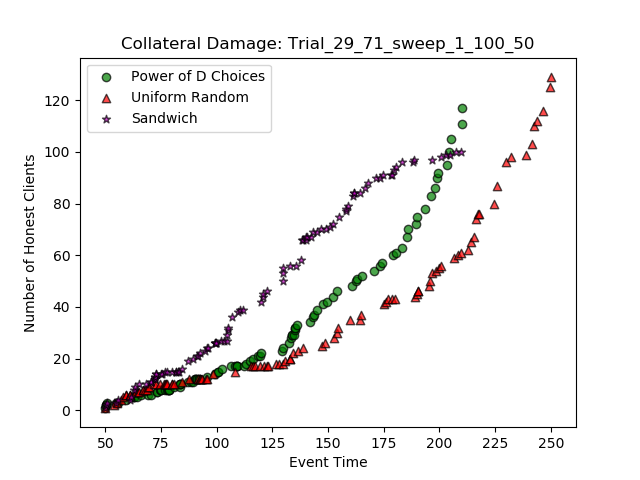 Collateral Damage: Trial_29_71_sweep_1_100_50
Power of D Choices
Uniform Random
Sandwich
Number of Honest Clients
120
100
80
60
40
20
0
50 75 100 125 150 175 200 225 250
Event Time